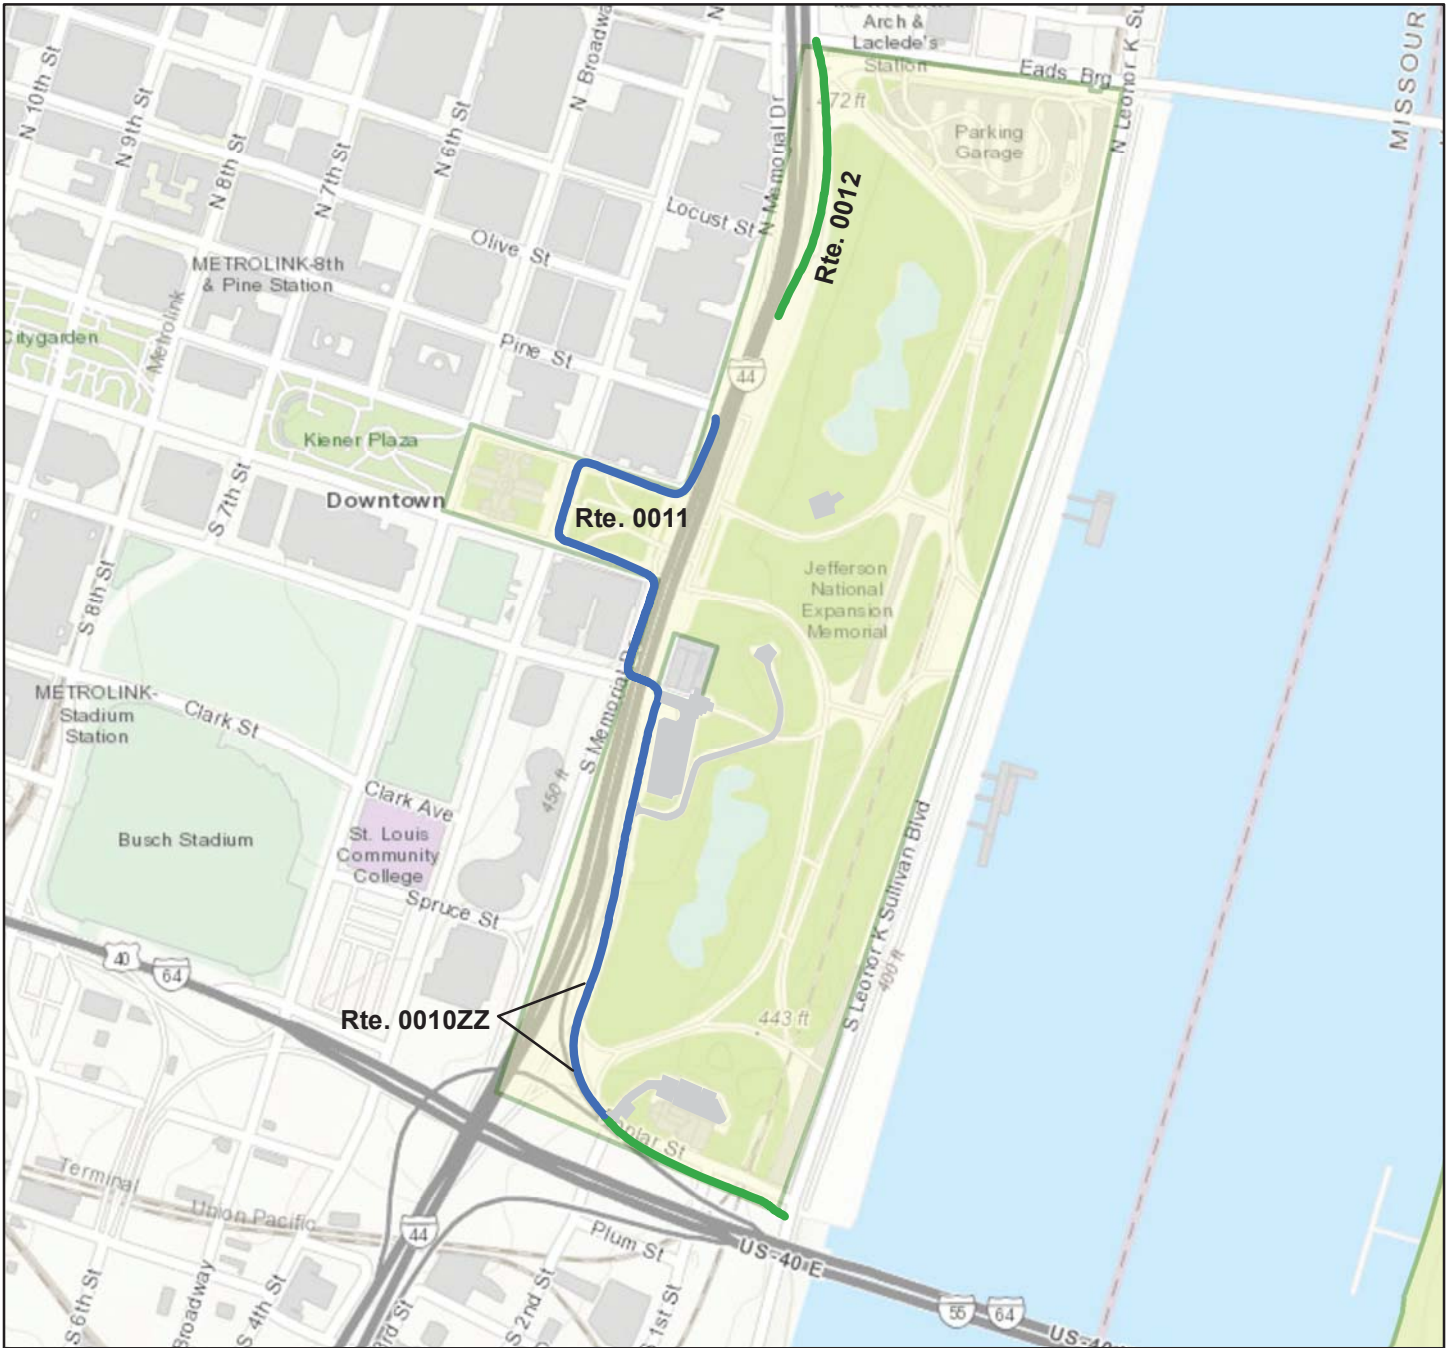 Arch &
Laclede's
Station
Eads Brg
N Leonor K Su
MISSOUR
N 10th St
N 9th St
N 8th St
N 7th St
N 6th St
N Broadwa
N Memorial Dr
472 ft
Parking
Garage
Locust St
Rte. 0012
Olive St
METROLINK-8th
& Pine Station
Metrolink
Citygarden
Pine St
44
Kiener Plaza
Downtown
Rte. 0011
S 7th St
S 8th St
Jefferson
National
Expansion
Memorial
METROLINK-
Stadium
Station
Clark St
S Memorial D
450 ft
Clark Ave
Busch Stadium
St. Louis
Community
College
Spruce St
S Leonor K Sullivan Blvd
400 ft
40
64
Rte. 0010ZZ
443 ft
Poplar St
Terminal
Union Pacific
44
Plum St
US-40 E
S 6th St
Broadway
S 4th St
3rd St
S 2nd St
S 1st St
55
64
US-40